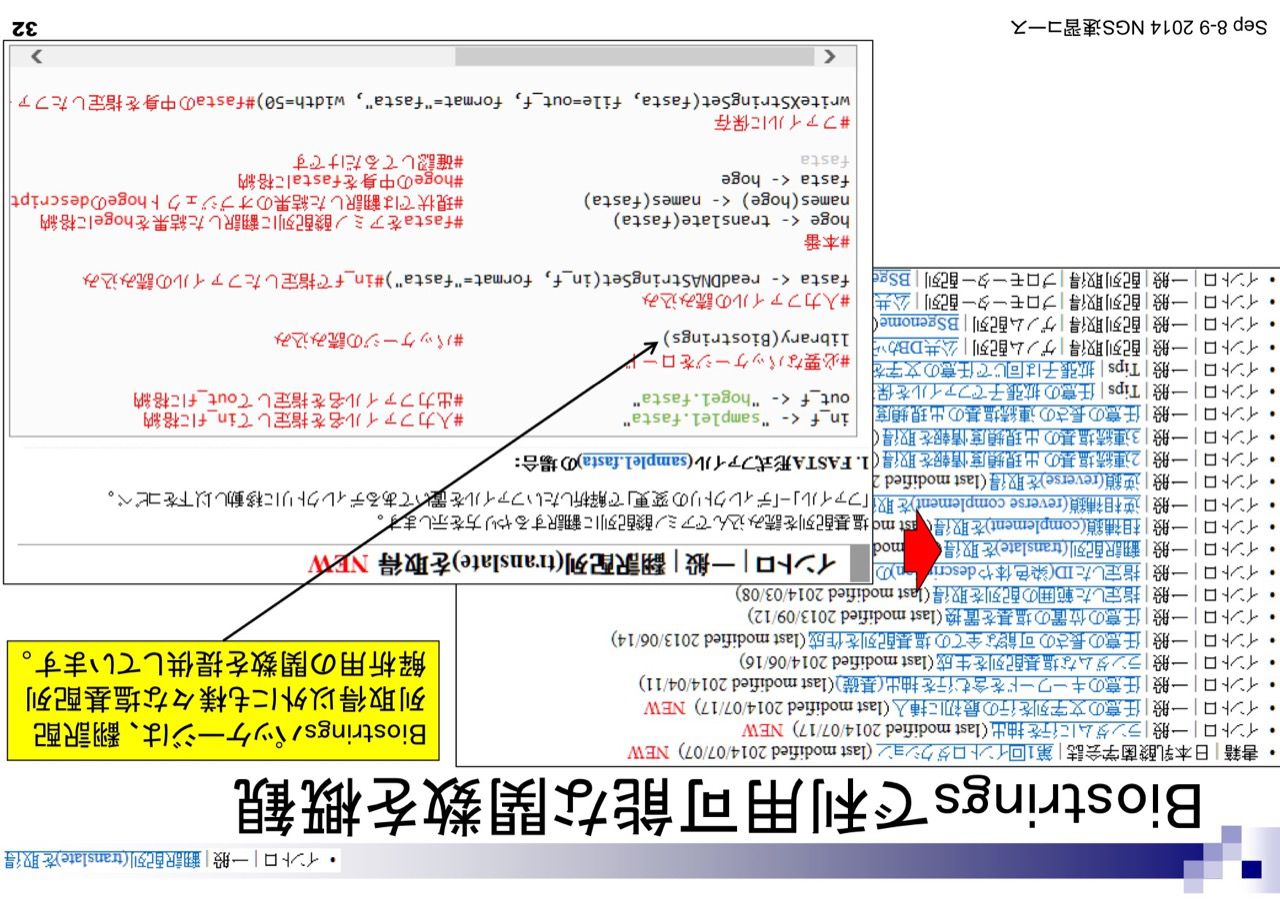 • イントロ | 一般 | 翻訳配列(translate)を取得
Biostringsで利用可能な関数を概観
• 書籍 | 日本乳酸菌学会誌 | 第1回イントロダクション (last modified 2014/07/07) NEW
• イントロ | 一般 | ランダムに行を抽出 (last modified 2014/07/17) NEW
• イントロ | 一般 | 任意の文字列を行の最初に挿入 (last modified 2014/07/17) NEW
• イントロ | 一般 | 任意のキーワードを含む行を抽出(基礎) (last modified 2014/04/11)
• イントロ | 一般 | ランダムな塩基配列を生成 (last modified 2014/06/16)
• イントロ | 一般 | 任意の長さの可能な全ての塩基配列を作成 (last modified 2013/06/14)
• イントロ | 一般 | 任意の位置の塩基を置換 (last modified 2013/09/12)
• イントロ | 一般 | 指定した範囲の配列を取得 (last modified 2014/03/08)
• イントロ | 一般 | 指定したID(染色体やdescription)の
• イントロ | 一般 | 翻訳配列(translate)を取得 mod
• イントロ | 一般 | 相補鎖(complement)を取得 (last mo
• イントロ | 一般 | 逆相補鎖(reverse complement)を取
• イントロ | 一般 | 逆鎖(reverse)を取得 (last modified 2
• イントロ | 一般 | 2連続塩基の出現頻度情報を取得 (
• イントロ | 一般 | 3連続塩基の出現頻度情報を取得 (
• イントロ | 一般 | 任意の長さの連続塩基の出現頻度
• イントロ | 一般 | Tips | 任意の拡張子でファイルを保
• イントロ | 一般 | Tips | 拡張子は同じで任意の文字を
• イントロ | 一般 | 配列取得 | ゲノム配列 | 公共DBから
• イントロ | 一般 | 配列取得 | ゲノム配列 | BSgenome (
• イントロ | 一般 | 配列取得 | プロモーター配列 | 公共
• イントロ | 一般 | 配列取得 | プロモーター配列 | BSge
Biostringsパッケージは、翻訳配
列取得以外にも様々な塩基配列
解析用の関数を提供しています。
イントロ | 一般 | 翻訳配列(translate)を取得 NEW
塩基配列を読み込んでアミノ酸配列に翻訳するやり方を示します。
「ファイル」−「ディレクトリの変更」で解析したいファイルを置いてあるディレクトリに移動し以下をコピペ。
1. FASTA形式ファイル(sample1.fasta)の場合:
in_f <- "sample1.fasta" #入力ファイル名を指定してin_fに格納
out_f <- "hoge1.fasta" #出力ファイル名を指定してout_fに格納
#必要なパッケージをロード
library(Biostrings) #パッケージの読み込み
#入力ファイルの読み込み
fasta <- readDNAStringSet(in_f, format="fasta")#in_fで指定したファイルの読み込み
#本番
hoge <- translate(fasta) #fastaをアミノ酸配列に翻訳した結果をhogeに格納
names(hoge) <- names(fasta) #現状では翻訳した結果のオブジェクトhogeのdescript
fasta <- hoge #hogeの中身をfastaに格納
fasta #確認してるだけです
#ファイルに保存
writeXStringSet(fasta, file=out_f, format="fasta", width=50)#fastaの中身を指定したファ
Sep 8-9 2014 NGS速習コース
32